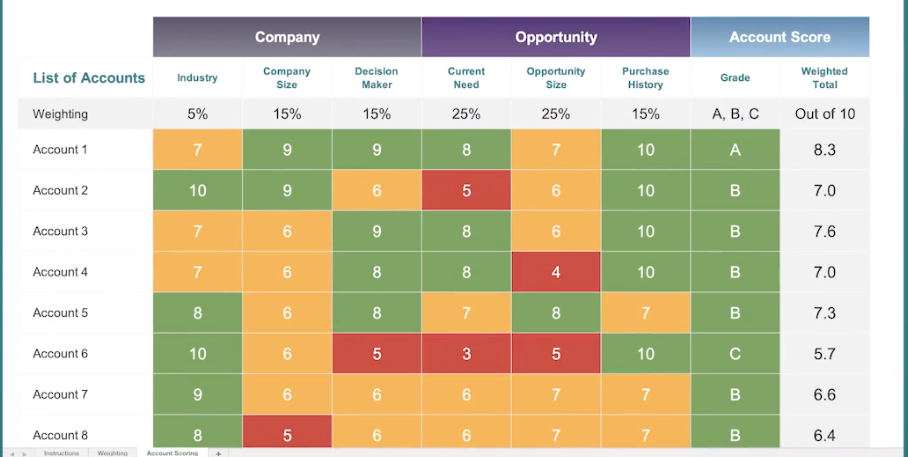 Company Opportunity Account Score
List of Accounts Industry Company Size Decision Maker Current Need Opportunity Size Purchase History Grade Weighted Total
Weighting 5% 15% 15% 25% 25% 15% A, B, C Out of 10
Account 1 7 9 9 8 7 10 A 8.3
Account 2 10 9 6 5 6 10 B 7.0
Account 3 7 6 9 8 6 10 B 7.6
Account 4 7 6 8 8 4 10 B 7.0
Account 5 8 6 8 7 8 7 B 7.3
Account 6 10 6 5 3 5 10 C 5.7
Account 7 9 6 6 6 7 7 B 6.6
Account 8 8 5 6 6 7 7 B 6.4
Instructions Weighting Account Scoring +